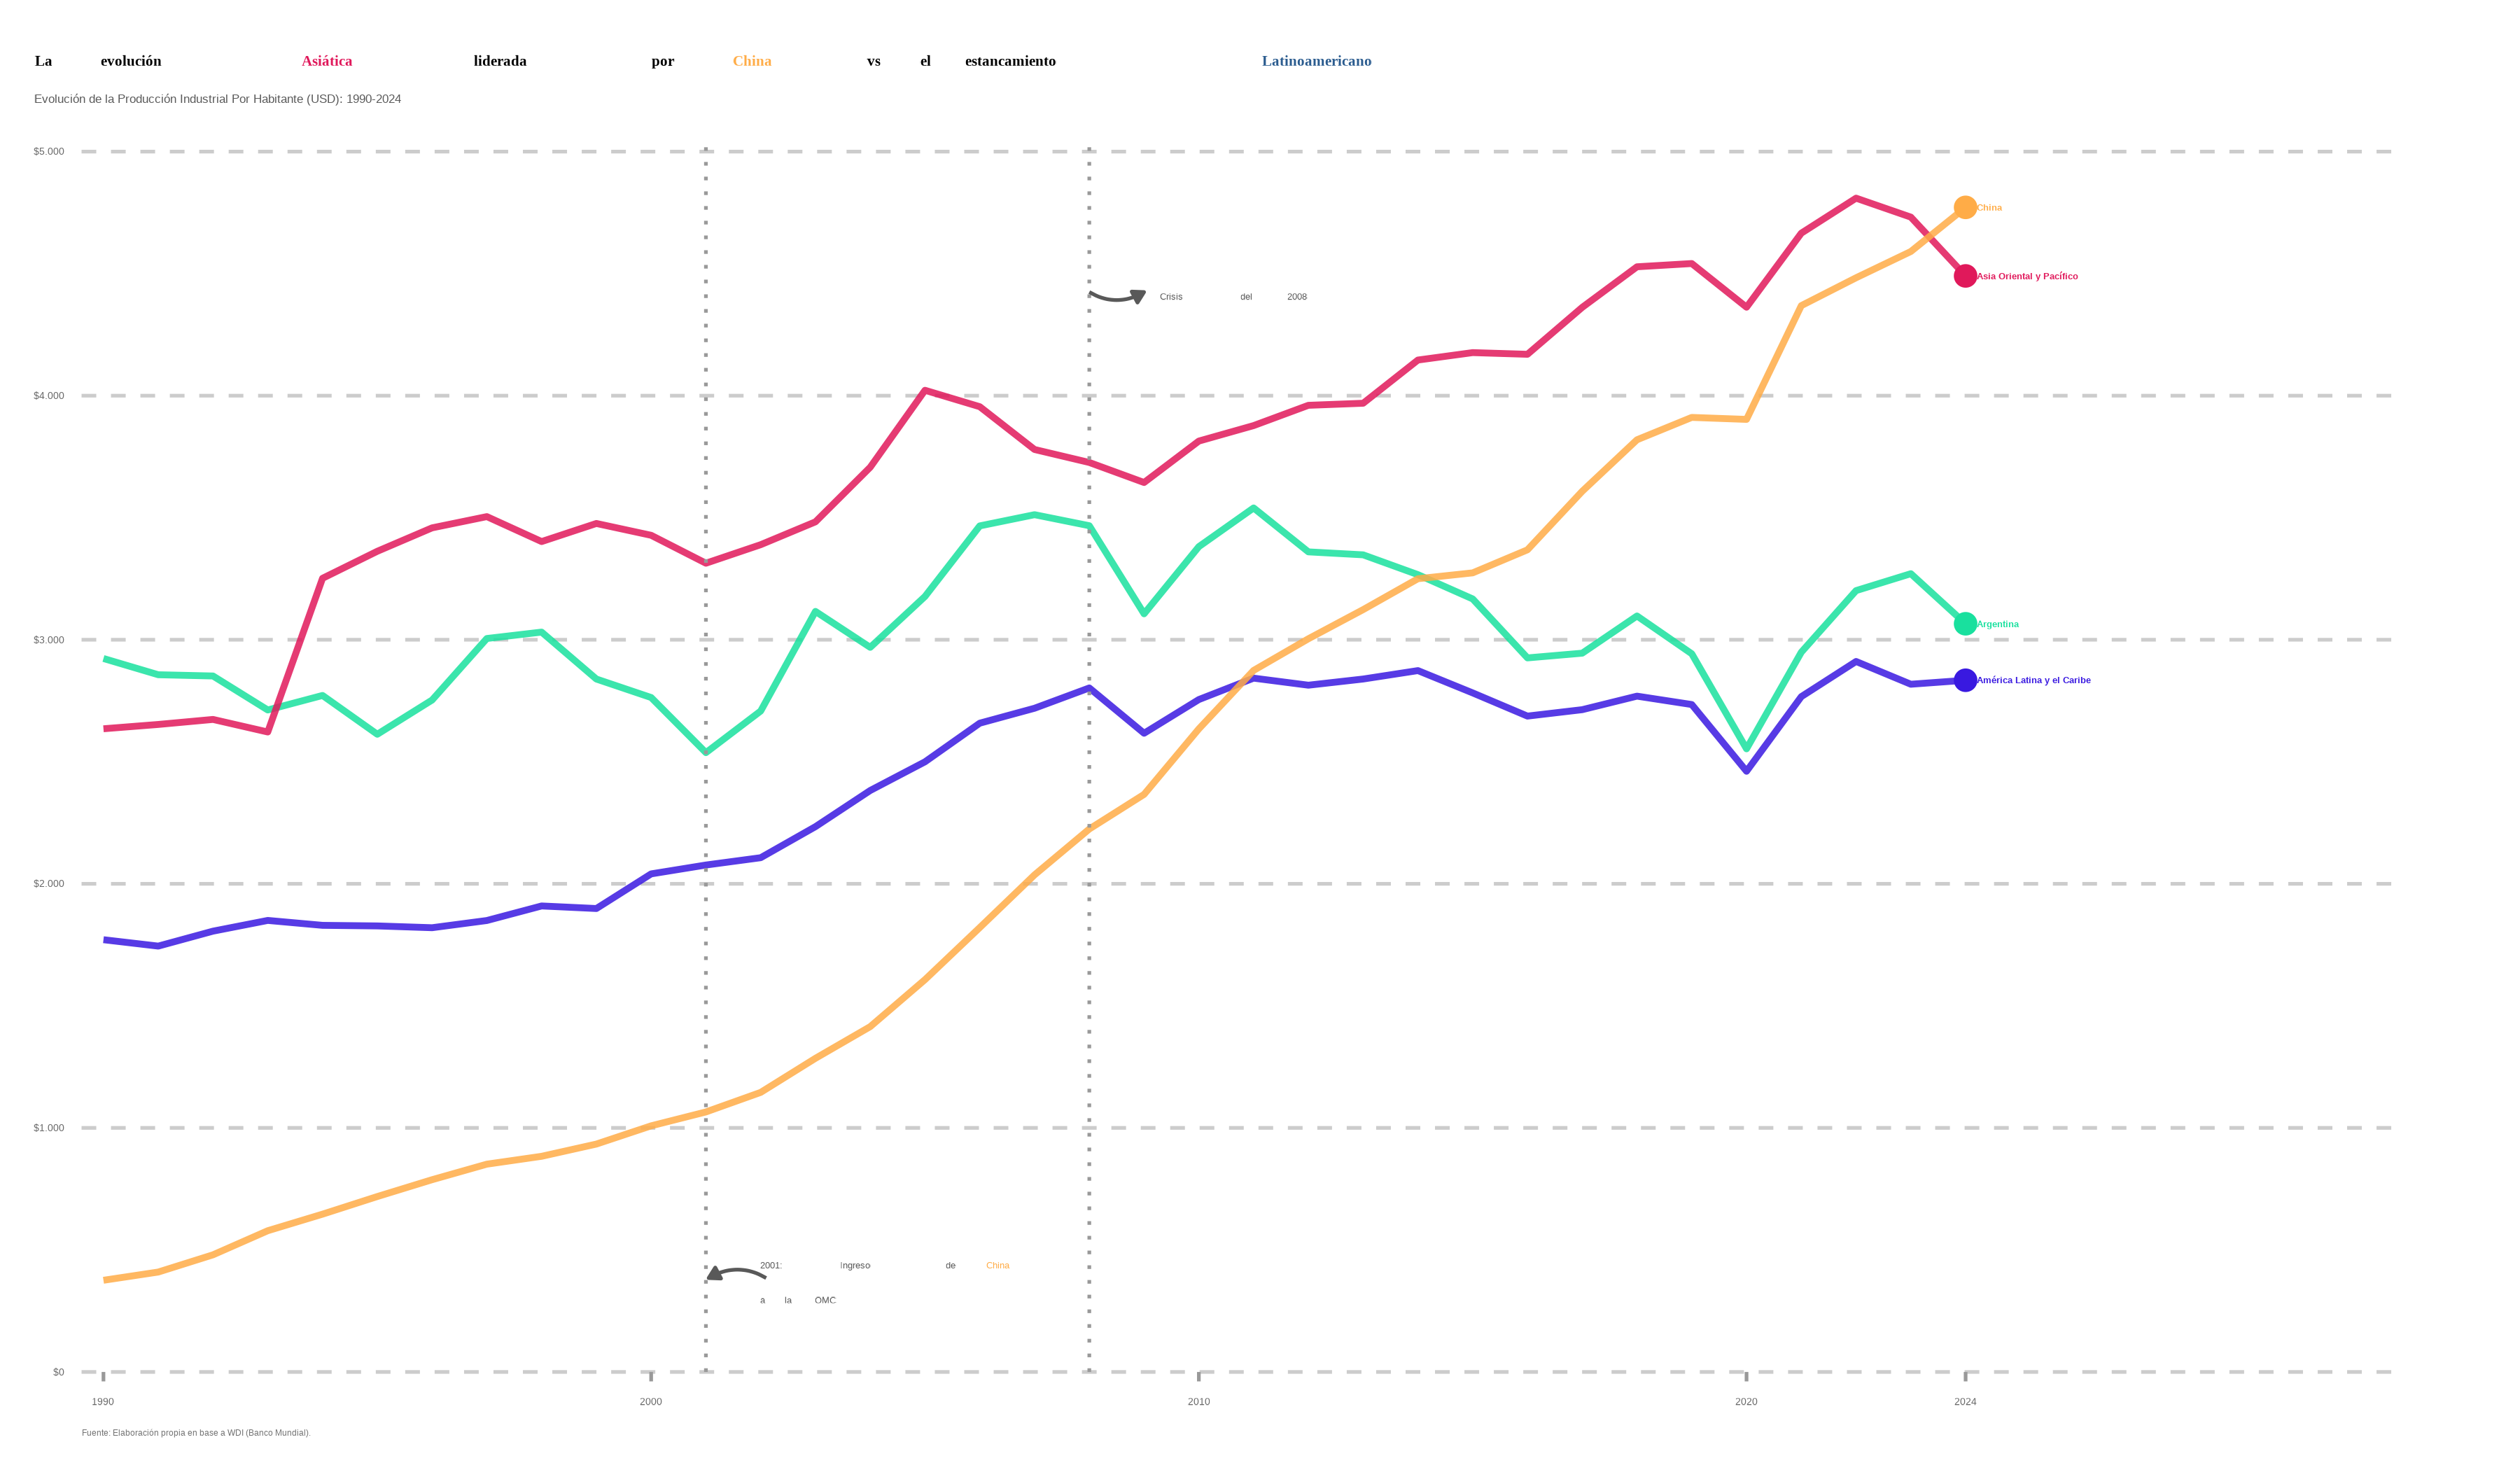 La evolución Asiática liderada por China vs el estancamiento Latinoamericano
Evolución de la Producción Industrial Por Habitante (USD): 1990-2024
$5.000
China
Asia Oriental y Pacífico
Crisis del 2008
$4.000
$3.000
Argentina
América Latina y el Caribe
$2.000
$1.000
2001: Ingreso de China
a la OMC
$0
1990 2000 2010 2020 2024
Fuente: Elaboración propia en base a WDI (Banco Mundial).